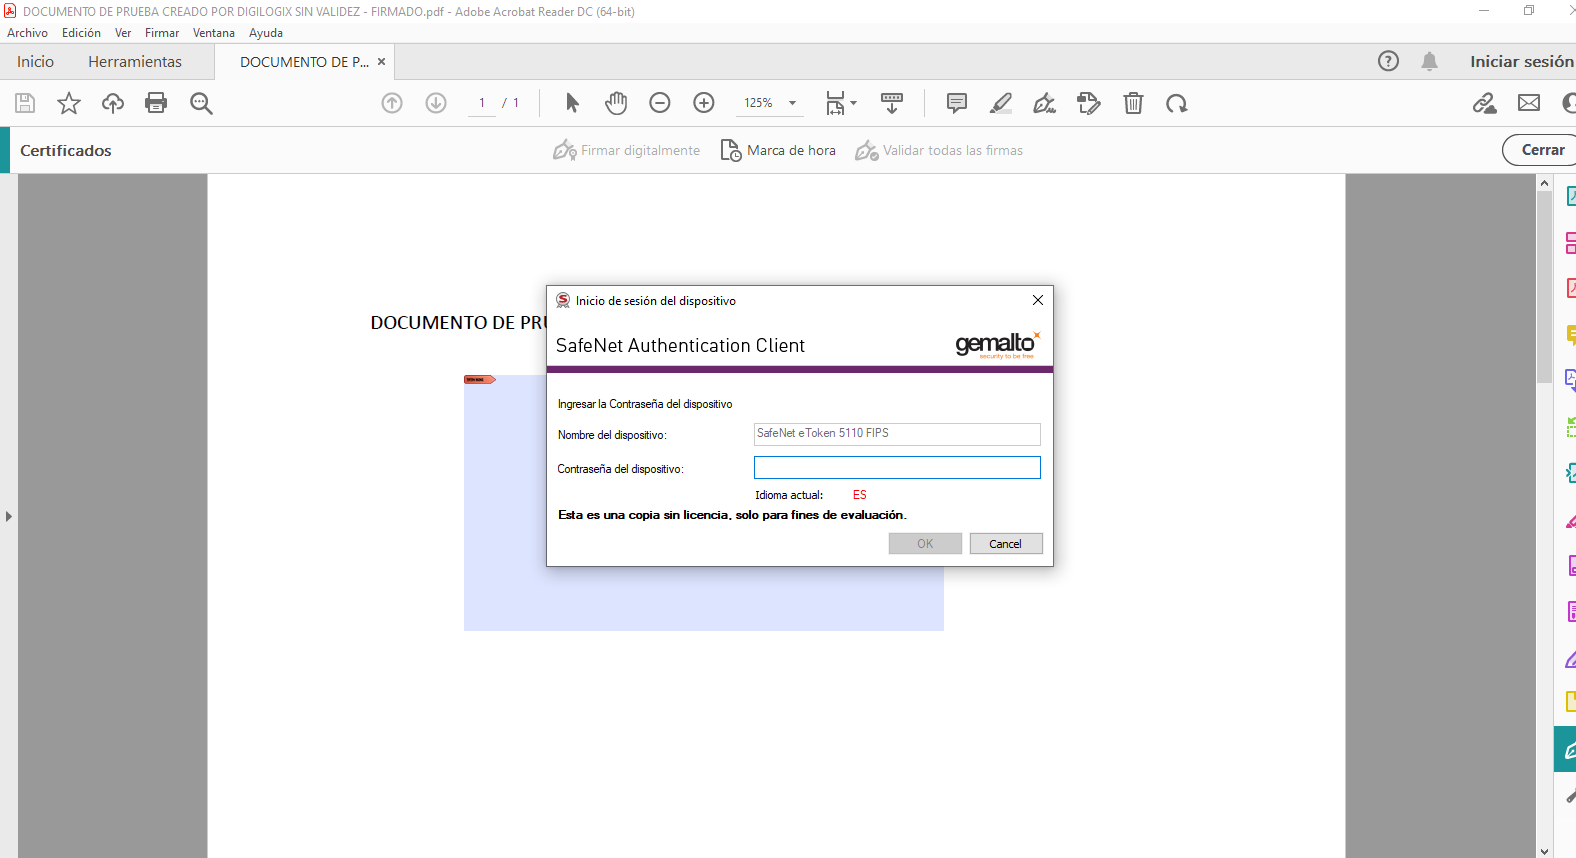 DOCUMENTO DE PRUEBA CREADO POR DIGILOGIX SIN VALIDEZ - FIRMADO.pdf - Adobe Acrobat Reader DC (64-bit)
Archivo Edición Ver Firmar Ventana Ayuda
Inicio Herramientas DOCUMENTO DE P... Iniciar sesión
1 / 1 125%
Certificados Firmar digitalmente Marca de hora Validar todas las firmas Cerrar
DOCUMENTO DE PRU
Inicio de sesión del dispositivo
SafeNet Authentication Client
gemalto
security to be free
Ingresar la Contraseña del dispositivo
Nombre del dispositivo: SafeNet eToken 5110 FIPS
Contraseña del dispositivo:
Idioma actual: ES
Esta es una copia sin licencia, solo para fines de evaluación.
OK Cancel